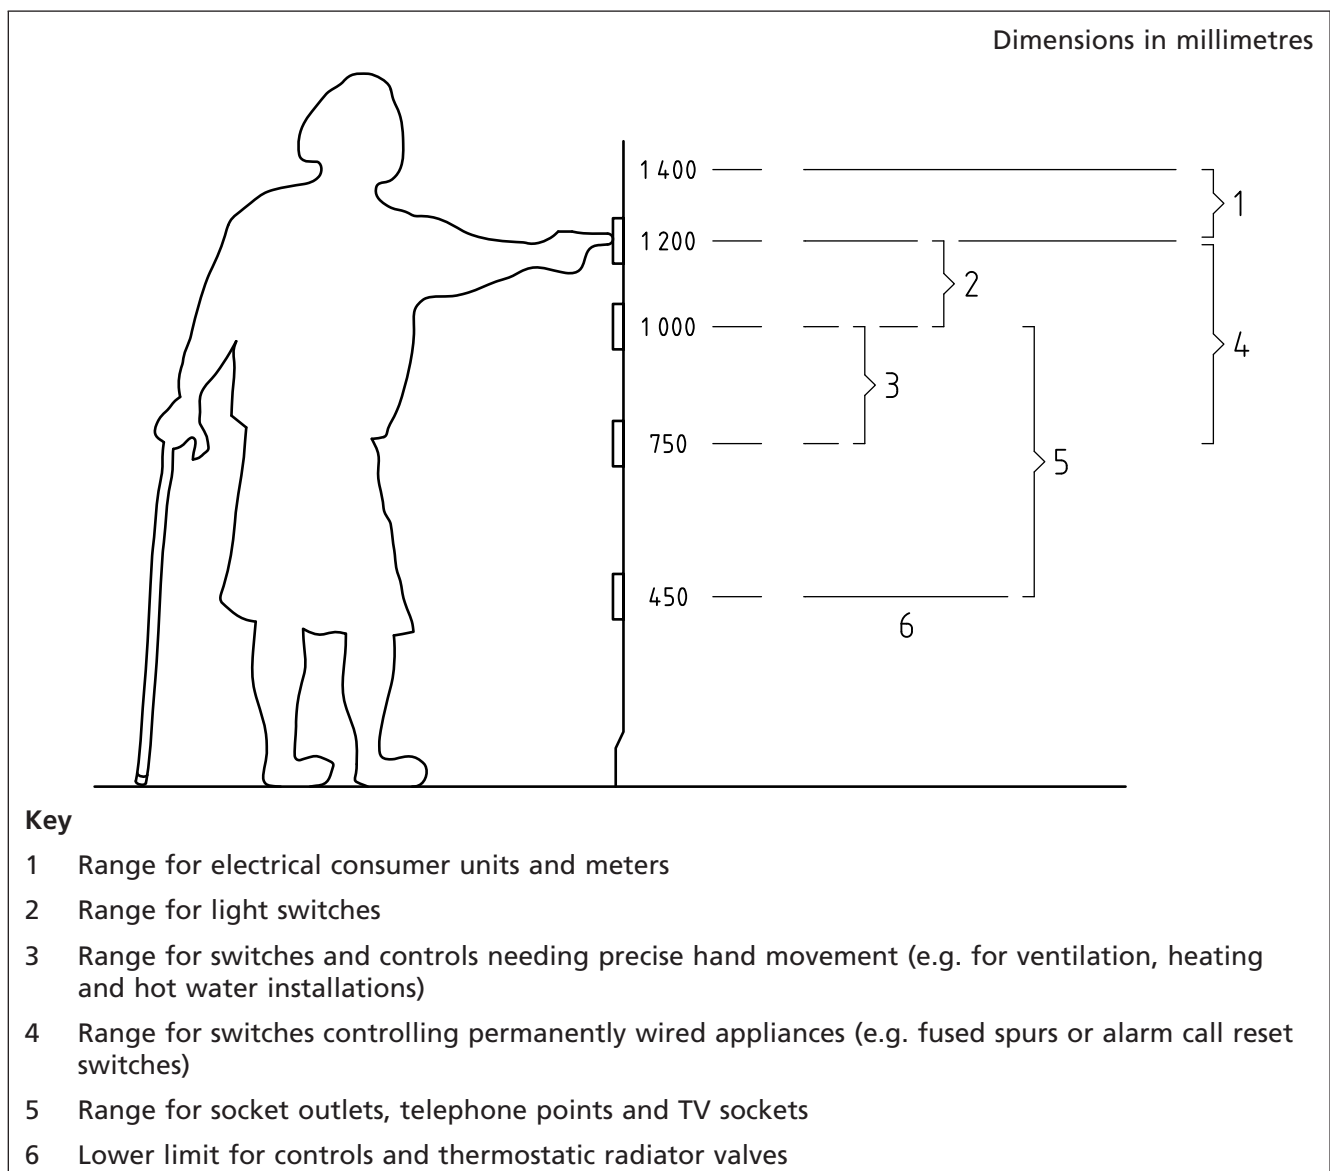 Dimensions in millimetres
1 400
1
1 200
2
1 000
4
3
750
5
450
6
Key
1 Range for electrical consumer units and meters
2 Range for light switches
3 Range for switches and controls needing precise hand movement (e.g. for ventilation, heating
and hot water installations)
4 Range for switches controlling permanently wired appliances (e.g. fused spurs or alarm call reset
switches)
5 Range for socket outlets, telephone points and TV sockets
6 Lower limit for controls and thermostatic radiator valves